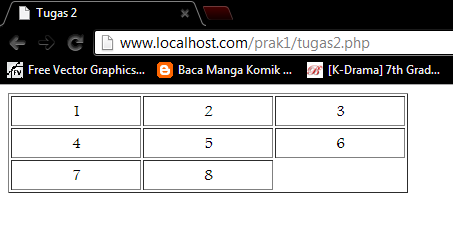 Tugas 2
www.localhost.com/prak1/tugas2.php
Free Vector Graphics... Baca Manga Komik ... [K-Drama] 7th Grad...
1 2 3
4 5 6
7 8